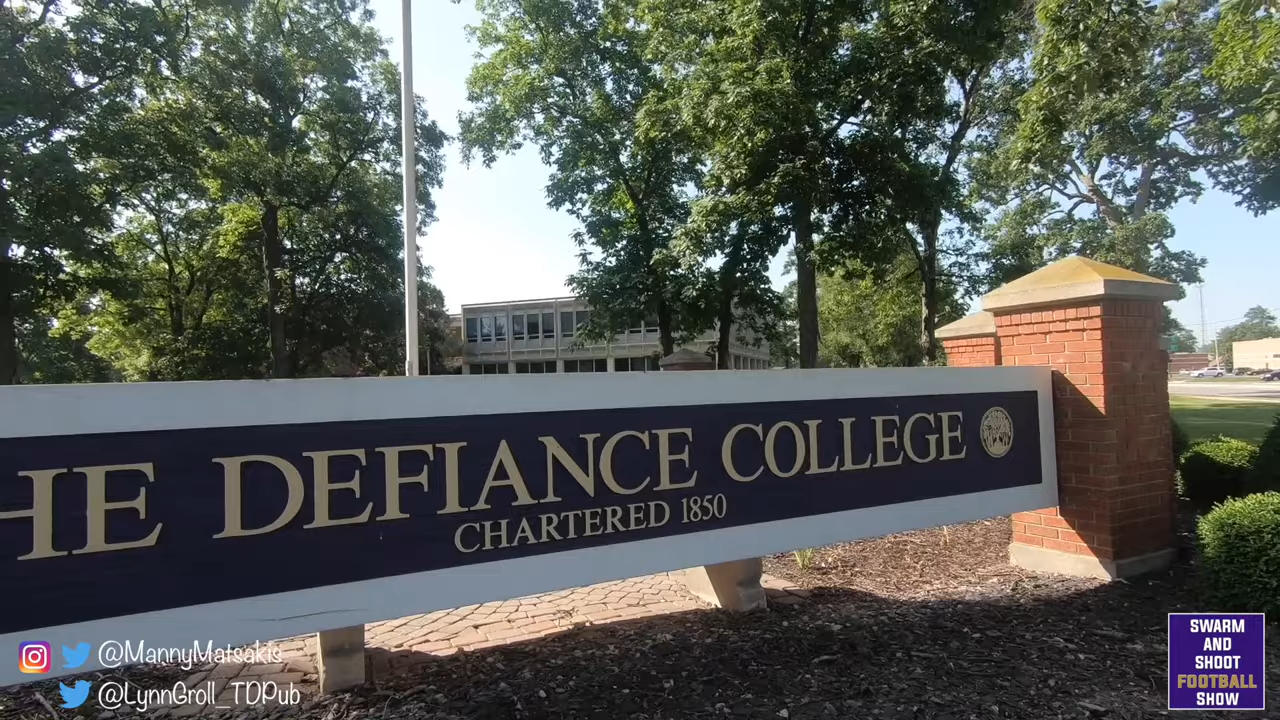 HE DEFIANCE COLLEGE
CHARTERED 1850
@MannyMatsakis
@LynnGroll_TDPub
SWARM
AND
SHOOT
FOOTBALL
SHOW